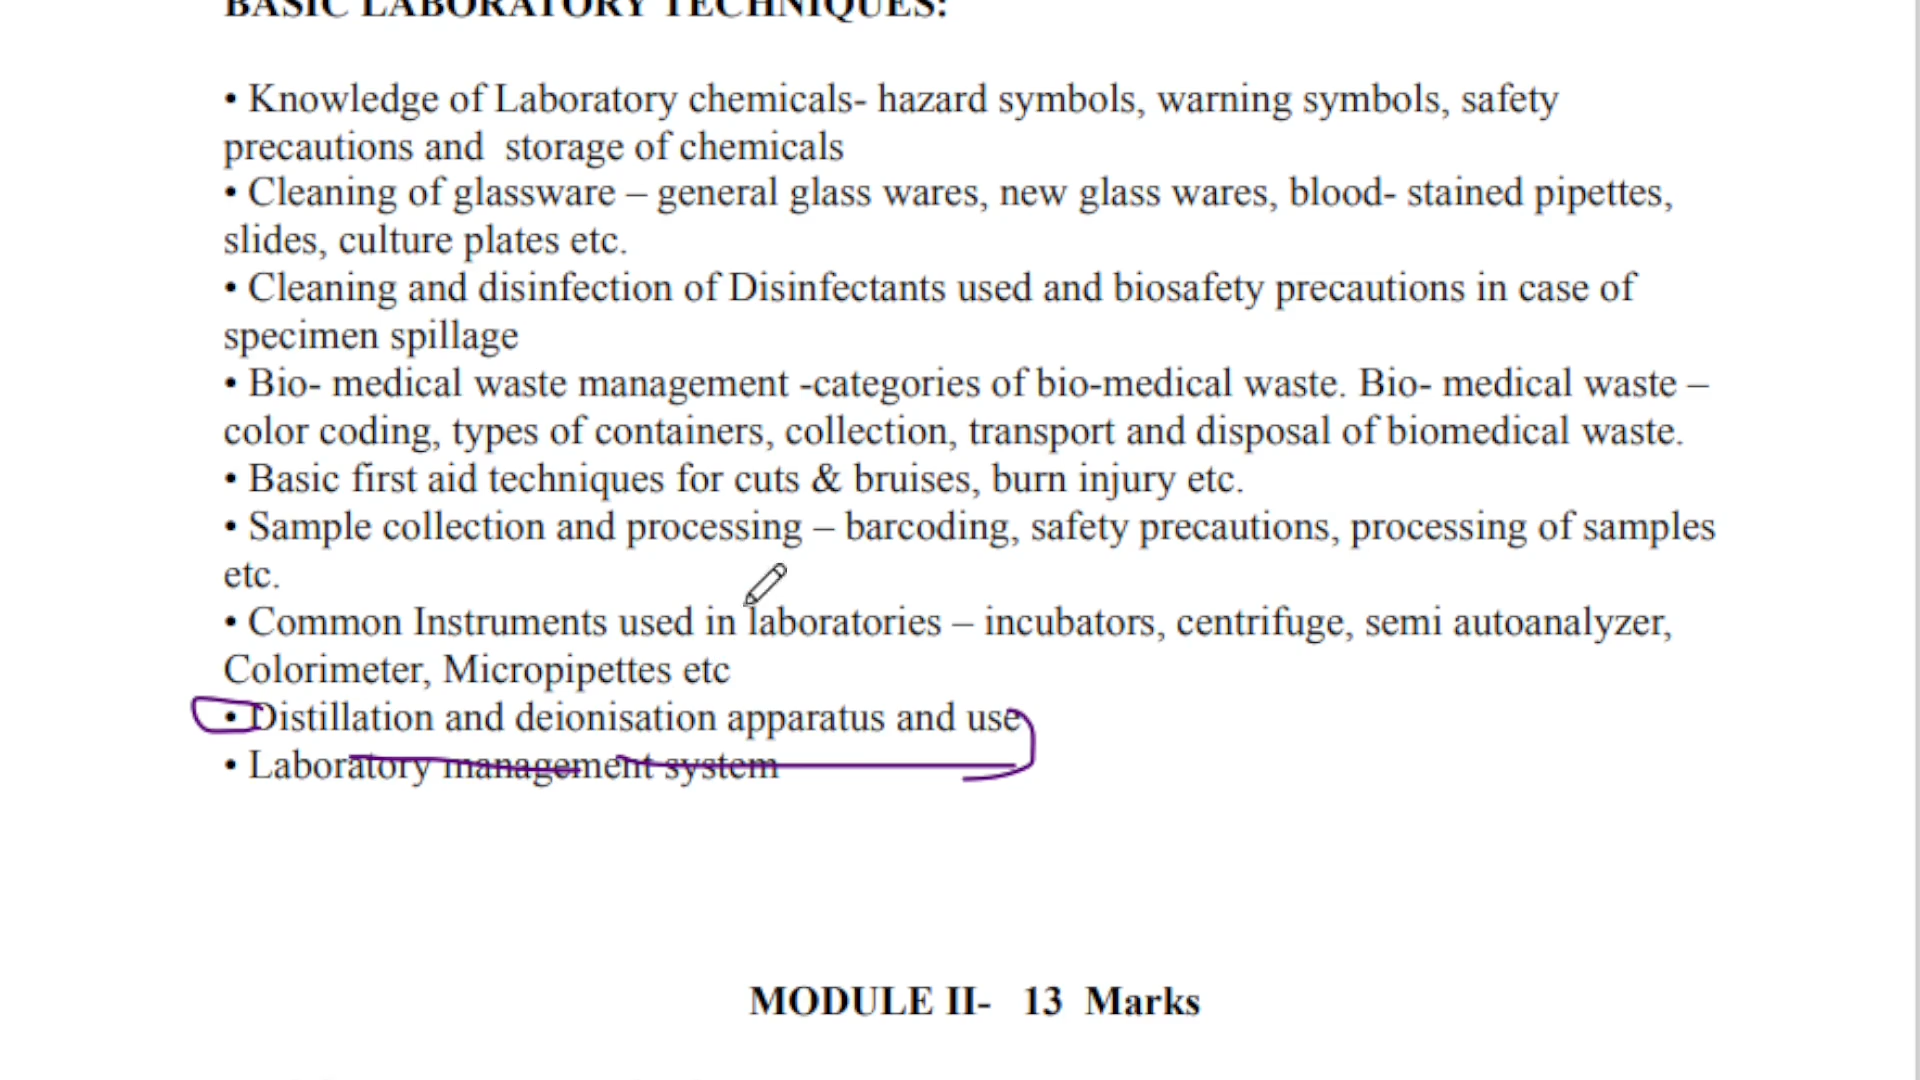 BASIC LABORATORY TECHNIQUES:
• Knowledge of Laboratory chemicals- hazard symbols, warning symbols, safety
precautions and  storage of chemicals
• Cleaning of glassware – general glass wares, new glass wares, blood- stained pipettes,
slides, culture plates etc.
• Cleaning and disinfection of Disinfectants used and biosafety precautions in case of
specimen spillage
• Bio- medical waste management -categories of bio-medical waste. Bio- medical waste –
color coding, types of containers, collection, transport and disposal of biomedical waste.
• Basic first aid techniques for cuts & bruises, burn injury etc.
• Sample collection and processing – barcoding, safety precautions, processing of samples
etc.
• Common Instruments used in laboratories – incubators, centrifuge, semi autoanalyzer,
Colorimeter, Micropipettes etc
• Distillation and deionisation apparatus and use
• Laboratory management system
MODULE II-   13  Marks